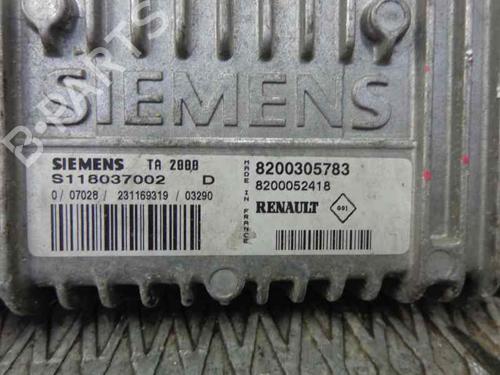 B-PARTS
SIEMENS
SIEMENS TA 2000
S118037002 D
0 / 07028 / 231169319 / 03290
MADE IN FRANCE
8200305783
8200052418
RENAULT